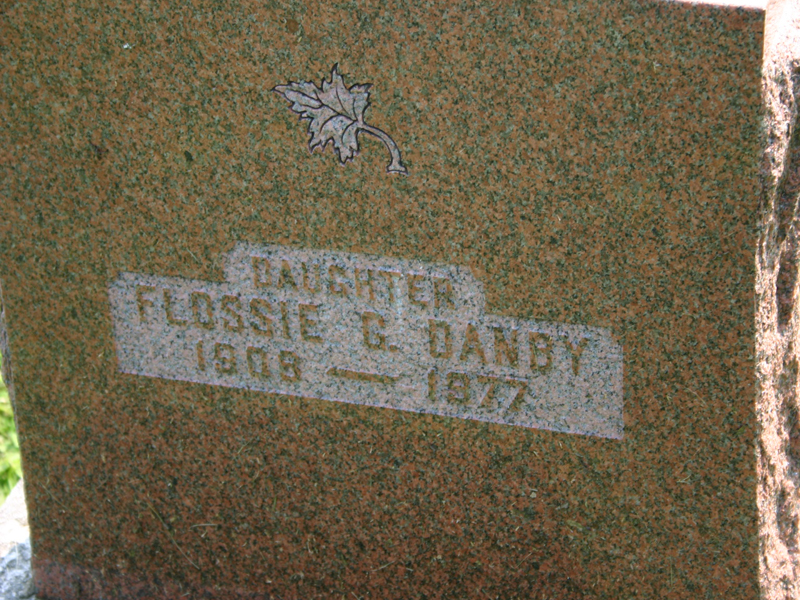 DAUGHTER
FLOSSIE G. DANBY
1908 — 1977